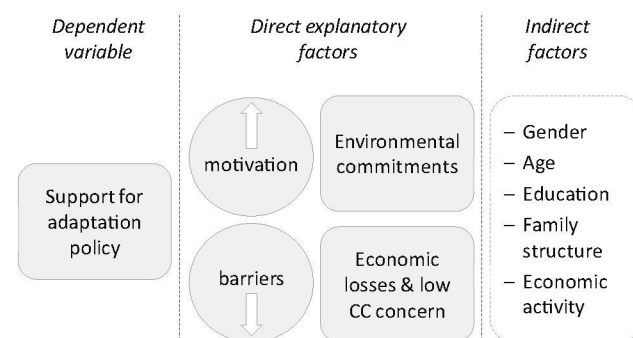 Dependent
variable
Direct explanatory
factors
Indirect
factors
Support for
adaptation
policy
motivation
Environmental
commitments
barriers
Economic
losses & low
CC concern
– Gender
– Age
– Education
– Family
structure
– Economic
activity